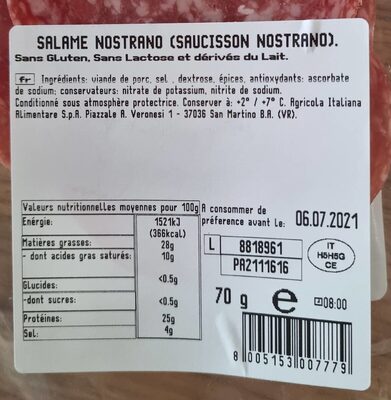 SALAME NOSTRANO (SAUCISSON NOSTRANO).
Sans Gluten, Sans Lactose et dérivés du Lait.
fr Ingrédients: viande de porc, sel , dextrose, épices, antioxydants: ascorbate
de sodium; conservateurs: nitrate de potassium, nitrite de sodium.
Conditionné sous atmosphère protectrice. Conserver à: +2° / +7° C. Agricola Italiana
Alimentare S.p.A. Piazzale A. Veronesi 1 - 37036 San Martino B.A. (VR).
Valeurs nutritionnelles moyennes pour 100g
Energie: 1521kJ
(366kcal)
Matières grasses: 28g
- dont acides gras saturés: 10g
Glucides: <0.5g
-dont sucres: <0.5g
Protéines: 25g
Sel: 4g
A consommer de
préference avant le: 06.07.2021
L 8818961
PA2111616
IT
CE
70 g e 08:00
8 005153 007779